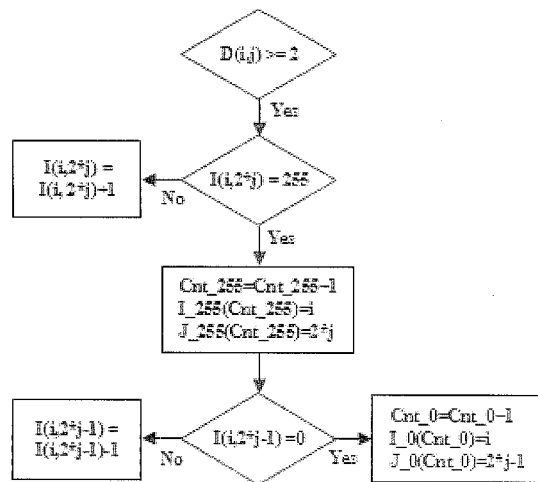 D(i,j) >= 2
Yes
I(i,2*j) =
I(i,2*j)+1
No
I(i,2*j) = 255
Yes
Cnt_255=Cnt_255+1
I_255(Cnt_255)=i
J_255(Cnt_255)=2*j
I(i,2*j-1) =
I(i,2*j-1)-1
No
I(i,2*j-1) =0
Yes
Cnt_0=Cnt_0+1
I_0(Cnt_0)=i
J_0(Cnt_0)=2*j-1